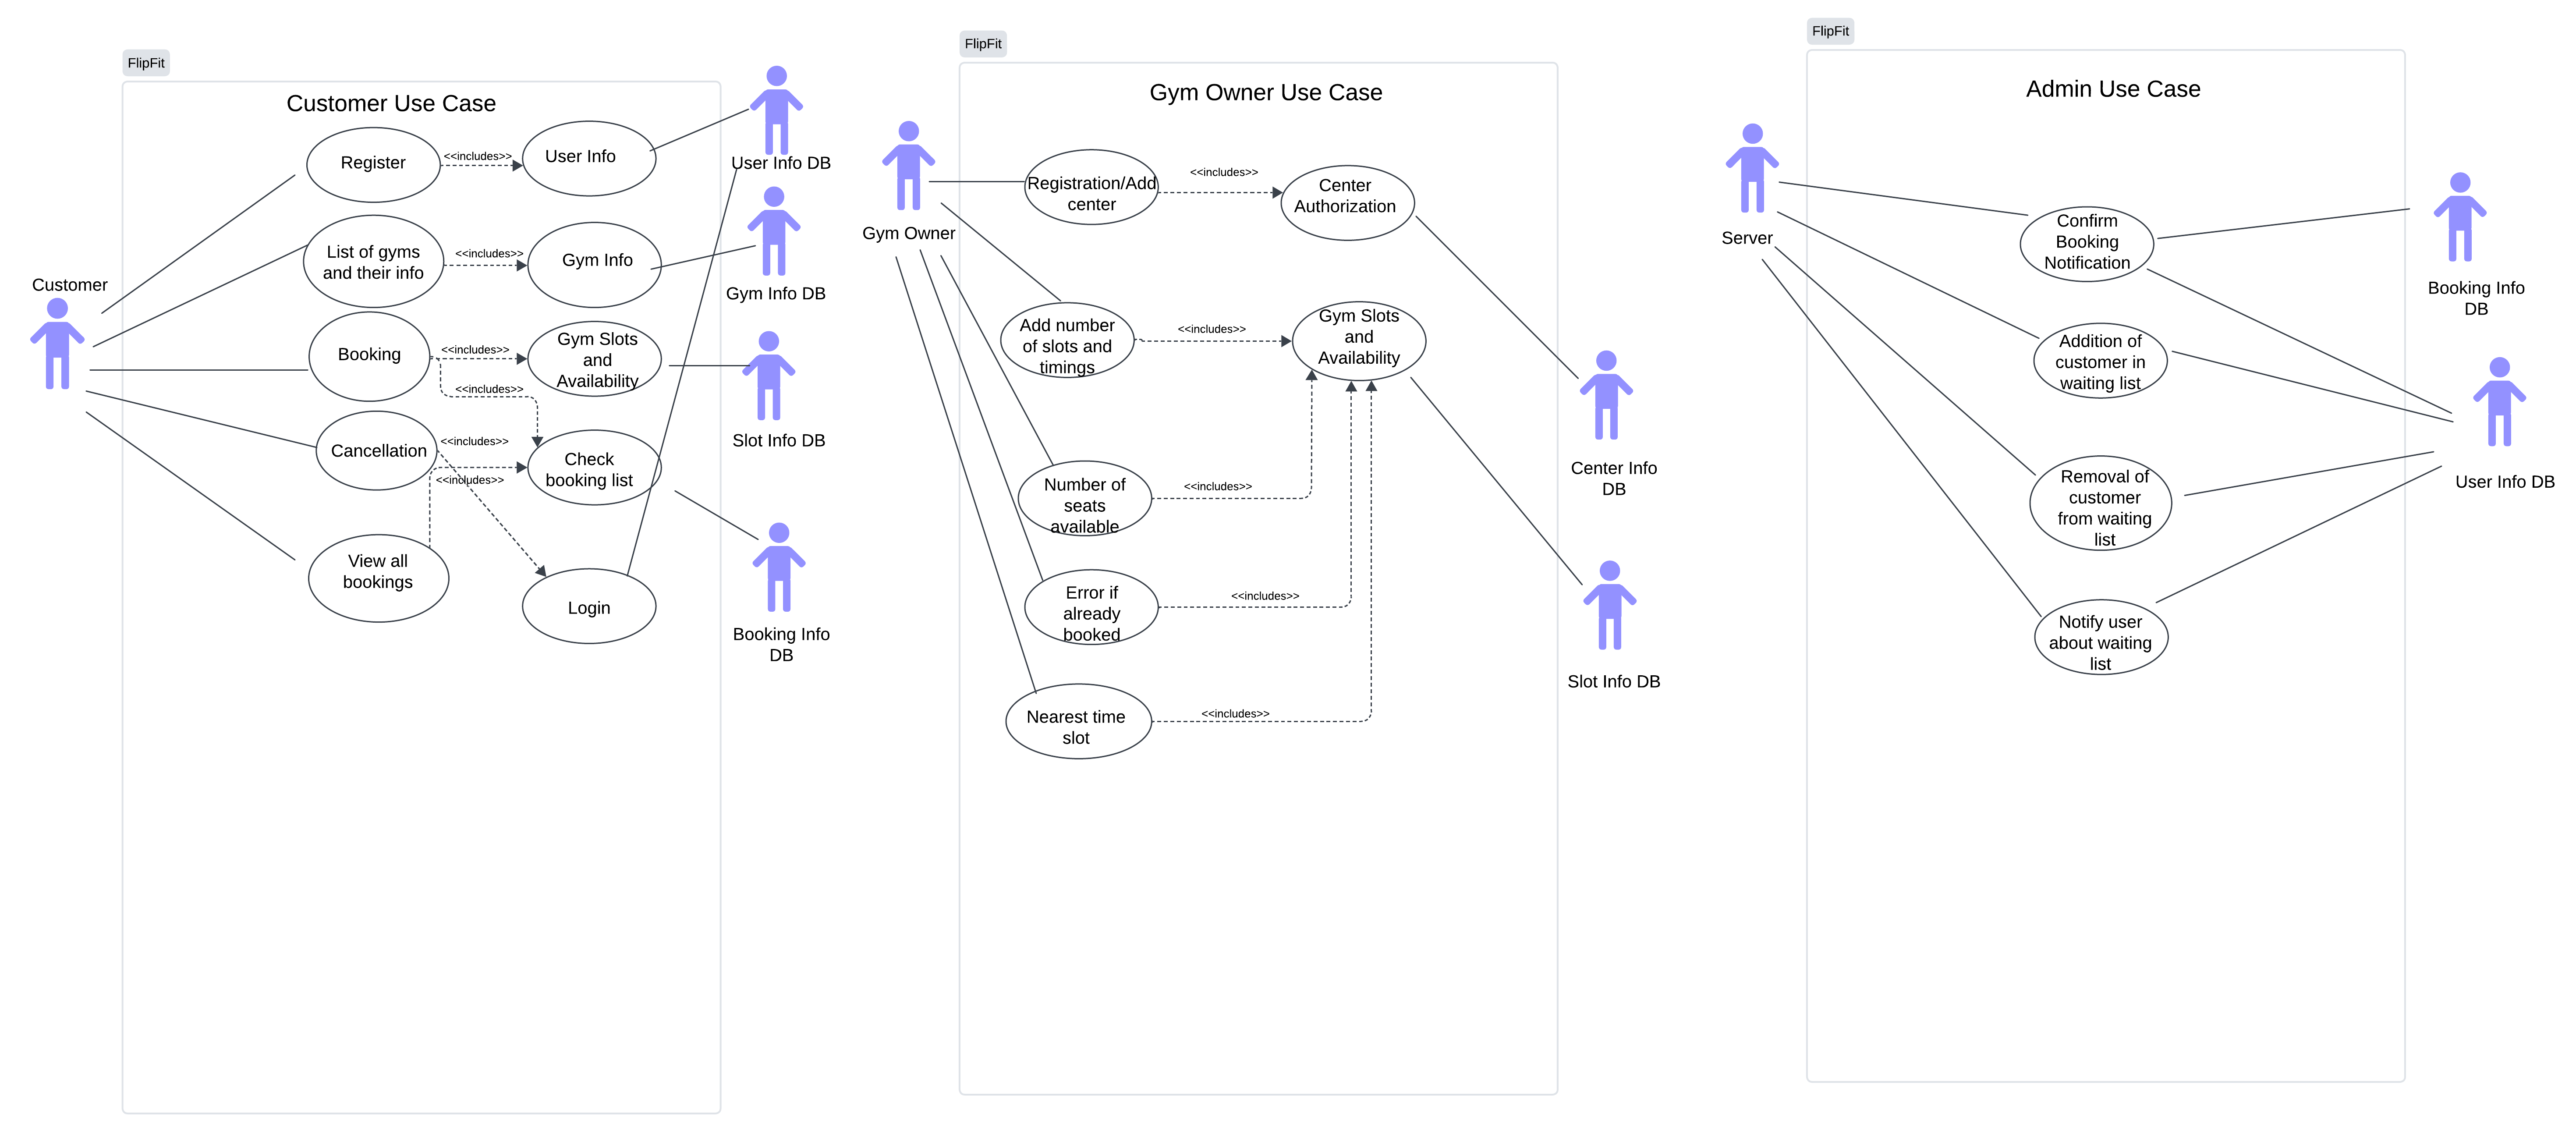 FlipFit
Customer Use Case
Customer
Register
<<includes>>
User Info
User Info DB
List of gyms
and their info
<<includes>>
Gym Info
Gym Info DB
Booking
<<includes>>
<<includes>>
Gym Slots
and
Availability
Slot Info DB
Cancellation
<<includes>>
<<includes>>
Check
booking list
View all
bookings
Login
Booking Info
DB
FlipFit
Gym Owner Use Case
Gym Owner
Registration/Add
center
<<includes>>
Center
Authorization
Add number
of slots and
timings
<<includes>>
Gym Slots
and
Availability
Number of
seats
available
<<includes>>
Center Info
DB
Error if
already
booked
<<includes>>
Slot Info DB
Nearest time
slot
<<includes>>
FlipFit
Admin Use Case
Server
Confirm
Booking
Notification
Booking Info
DB
Addition of
customer in
waiting list
Removal of
customer
from waiting
list
User Info DB
Notify user
about waiting
list